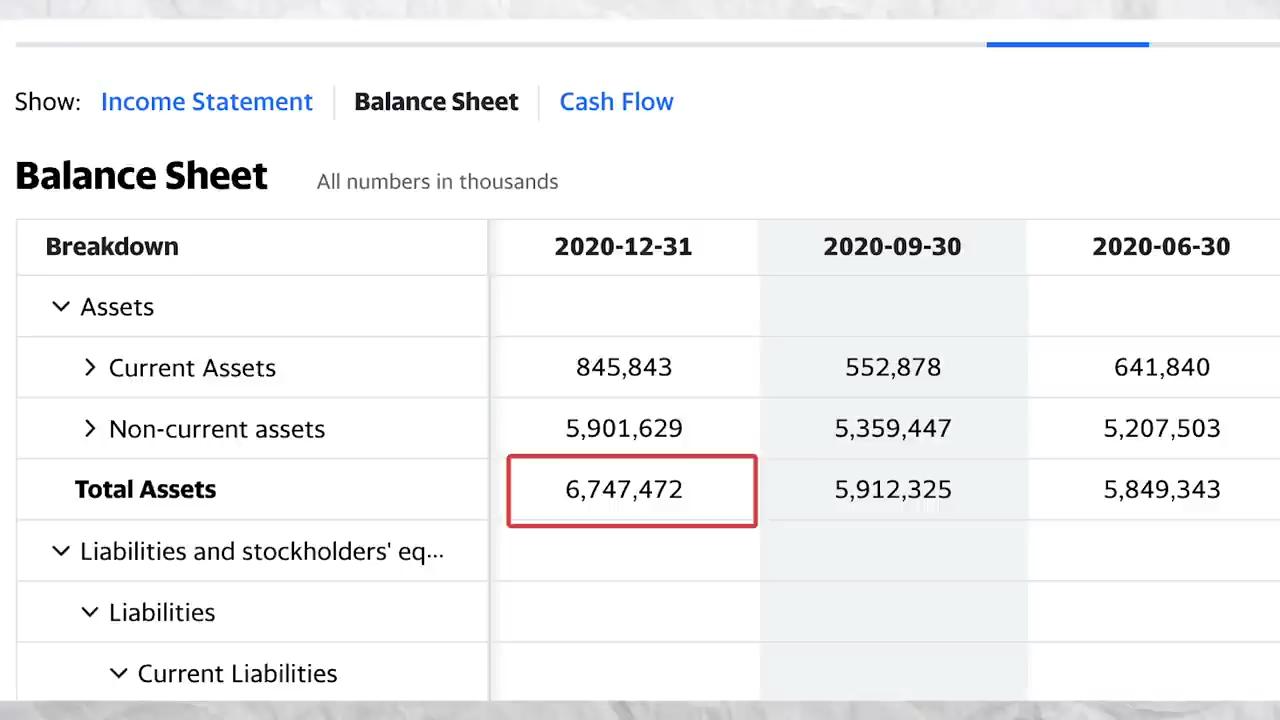 Show: Income Statement Balance Sheet Cash Flow
Balance Sheet All numbers in thousands
Breakdown 2020-12-31 2020-09-30 2020-06-30
Assets
Current Assets 845,843 552,878 641,840
Non-current assets 5,901,629 5,359,447 5,207,503
Total Assets 6,747,472 5,912,325 5,849,343
Liabilities and stockholders' eq...
Liabilities
Current Liabilities